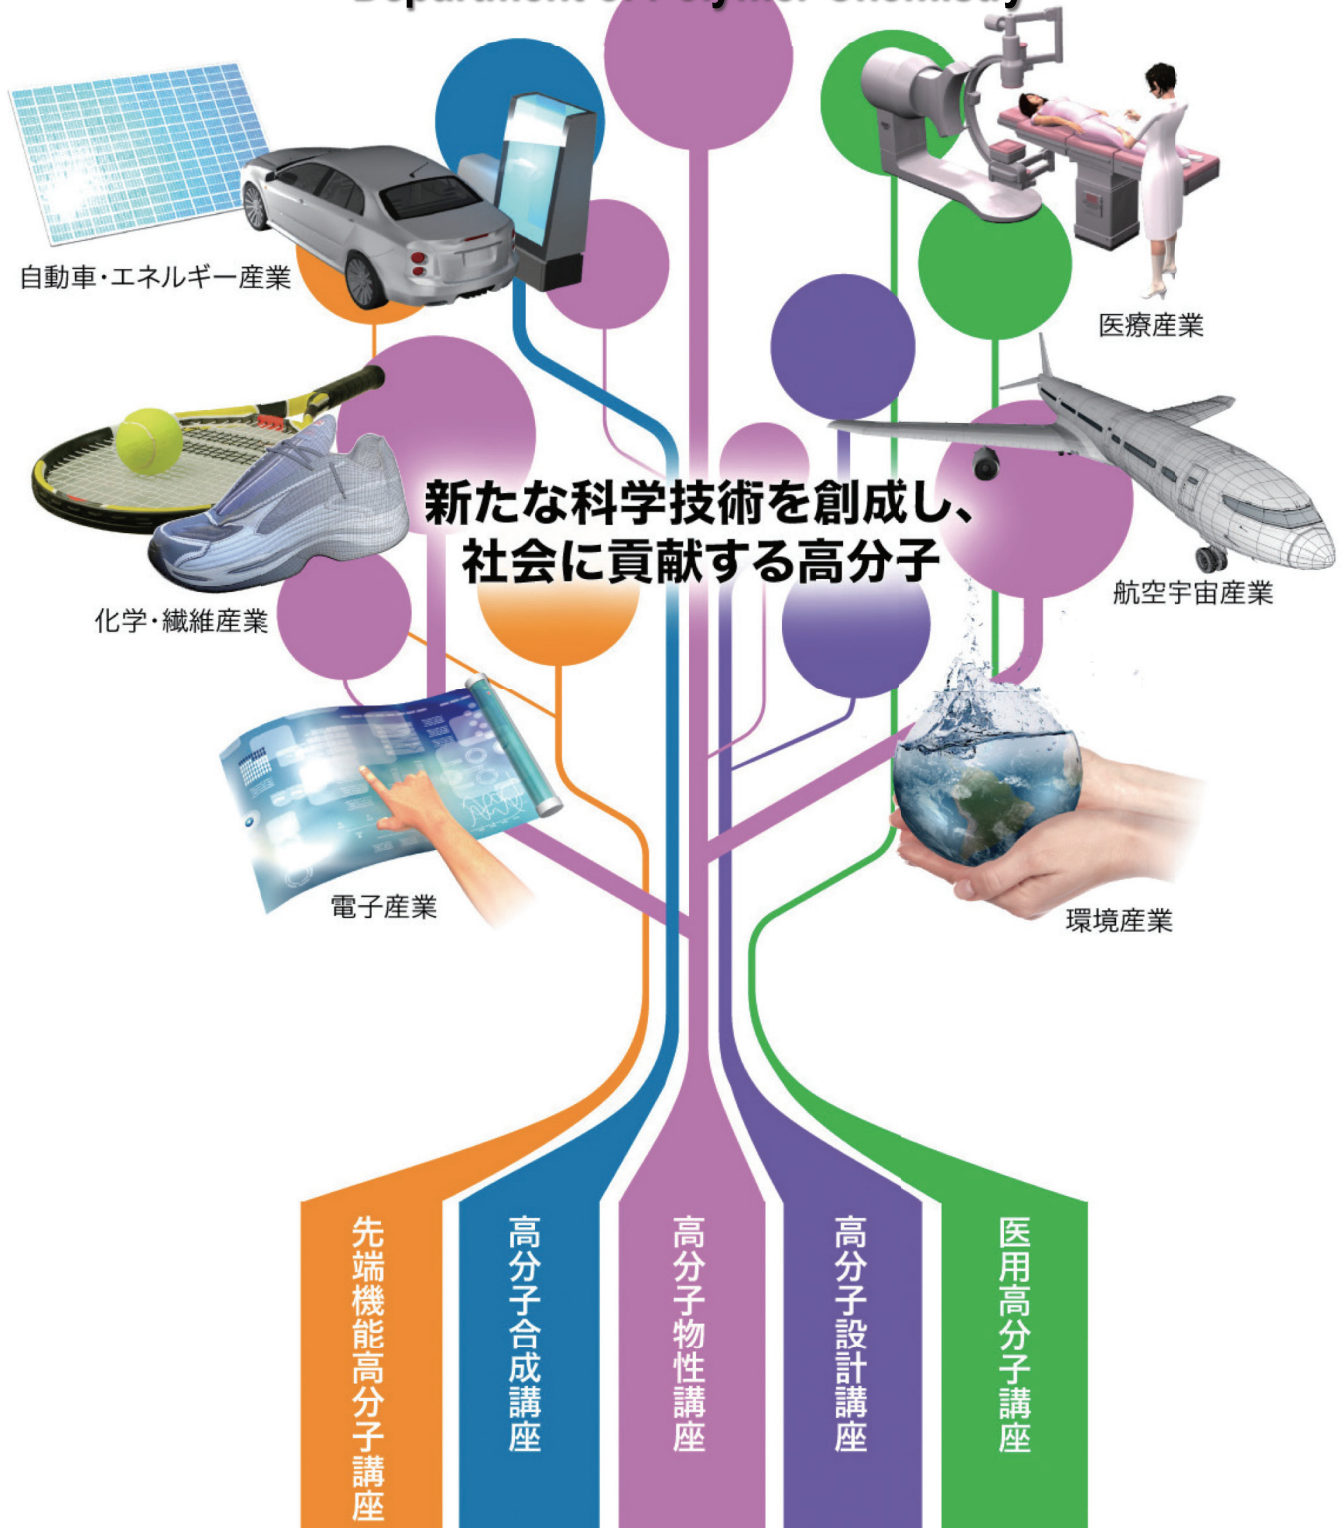 Department of Polymer Chemistry
自動車･エネルギー産業
医療産業
新たな科学技術を創成し、
社会に貢献する高分子
航空宇宙産業
化学･繊維産業
電子産業
環境産業
先端機能高分子講座
高分子合成講座
高分子物性講座
高分子設計講座
医用高分子講座